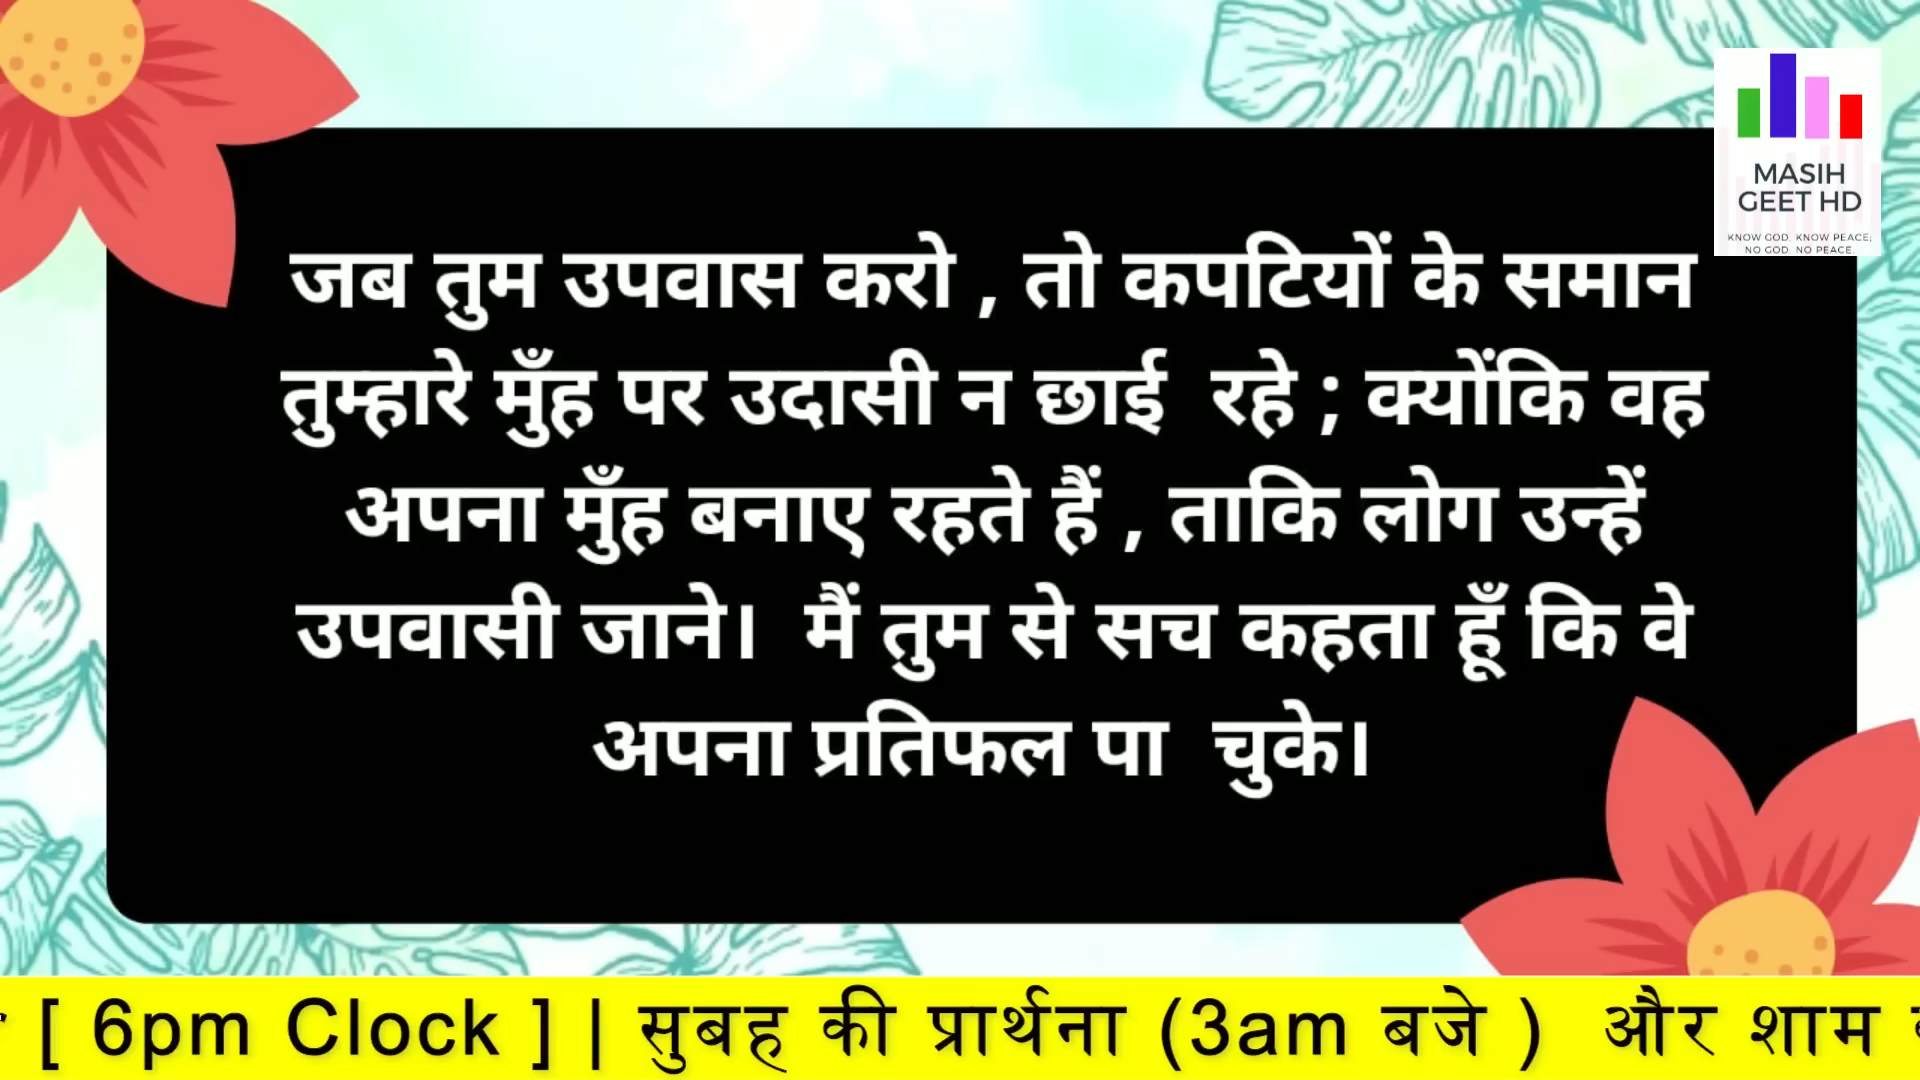 MASIH
GEET HD
KNOW GOD. KNOW PEACE;
NO GOD. NO PEACE.
जब तुम उपवास करो , तो कपटियों के समान
तुम्हारे मुँह पर उदासी न छाई रहे ; क्योंकि वह
अपना मुँह बनाए रहते हैं , ताकि लोग उन्हें
उपवासी जाने। मैं तुम से सच कहता हूँ कि वे
अपना प्रतिफल पा चुके।
[ 6pm Clock ] | सुबह की प्रार्थना (3am बजे ) और शाम